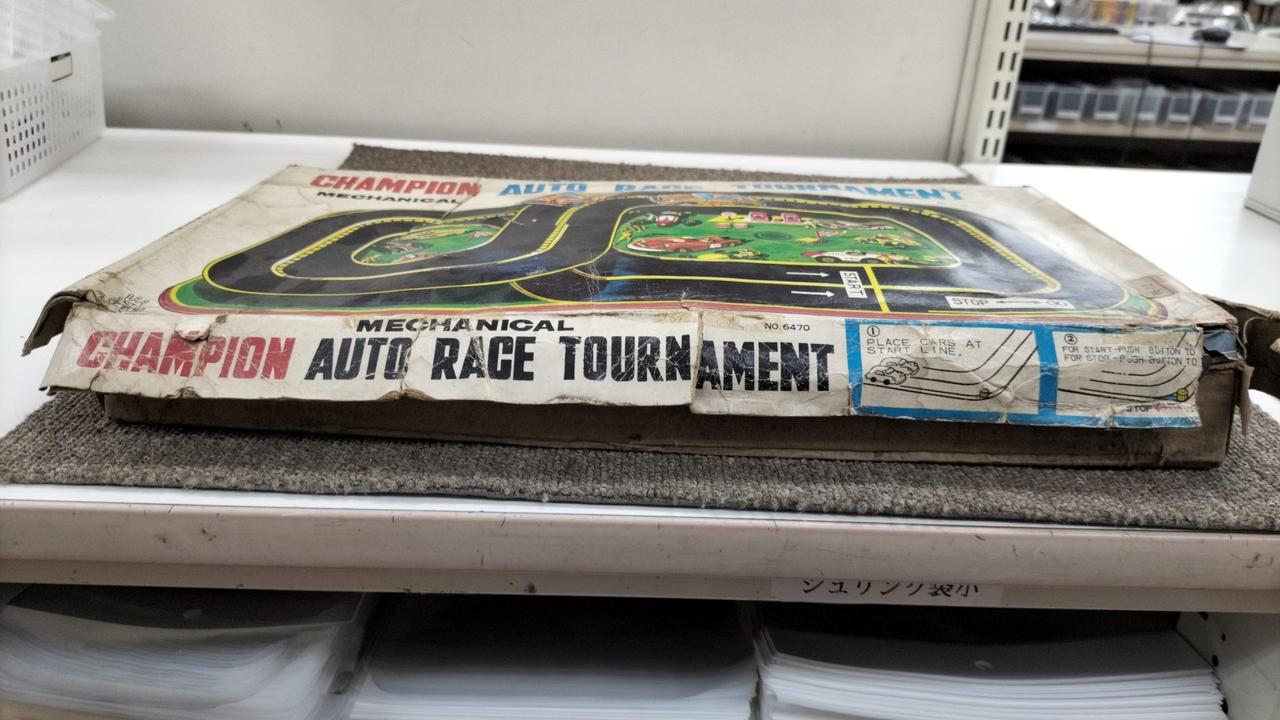 CHAMPION AUTO RACE TOURNAMENT
MECHANICAL
START
STOP
MECHANICAL
NO. 6470
CHAMPION AUTO RACE TOURNAMENT
①
PLACE CARS AT
START LINE.
②
FOR START-PUSH BUTTON TO
FOR STOP-PUSH BUTTON TO
STOP
シュリンク袋小